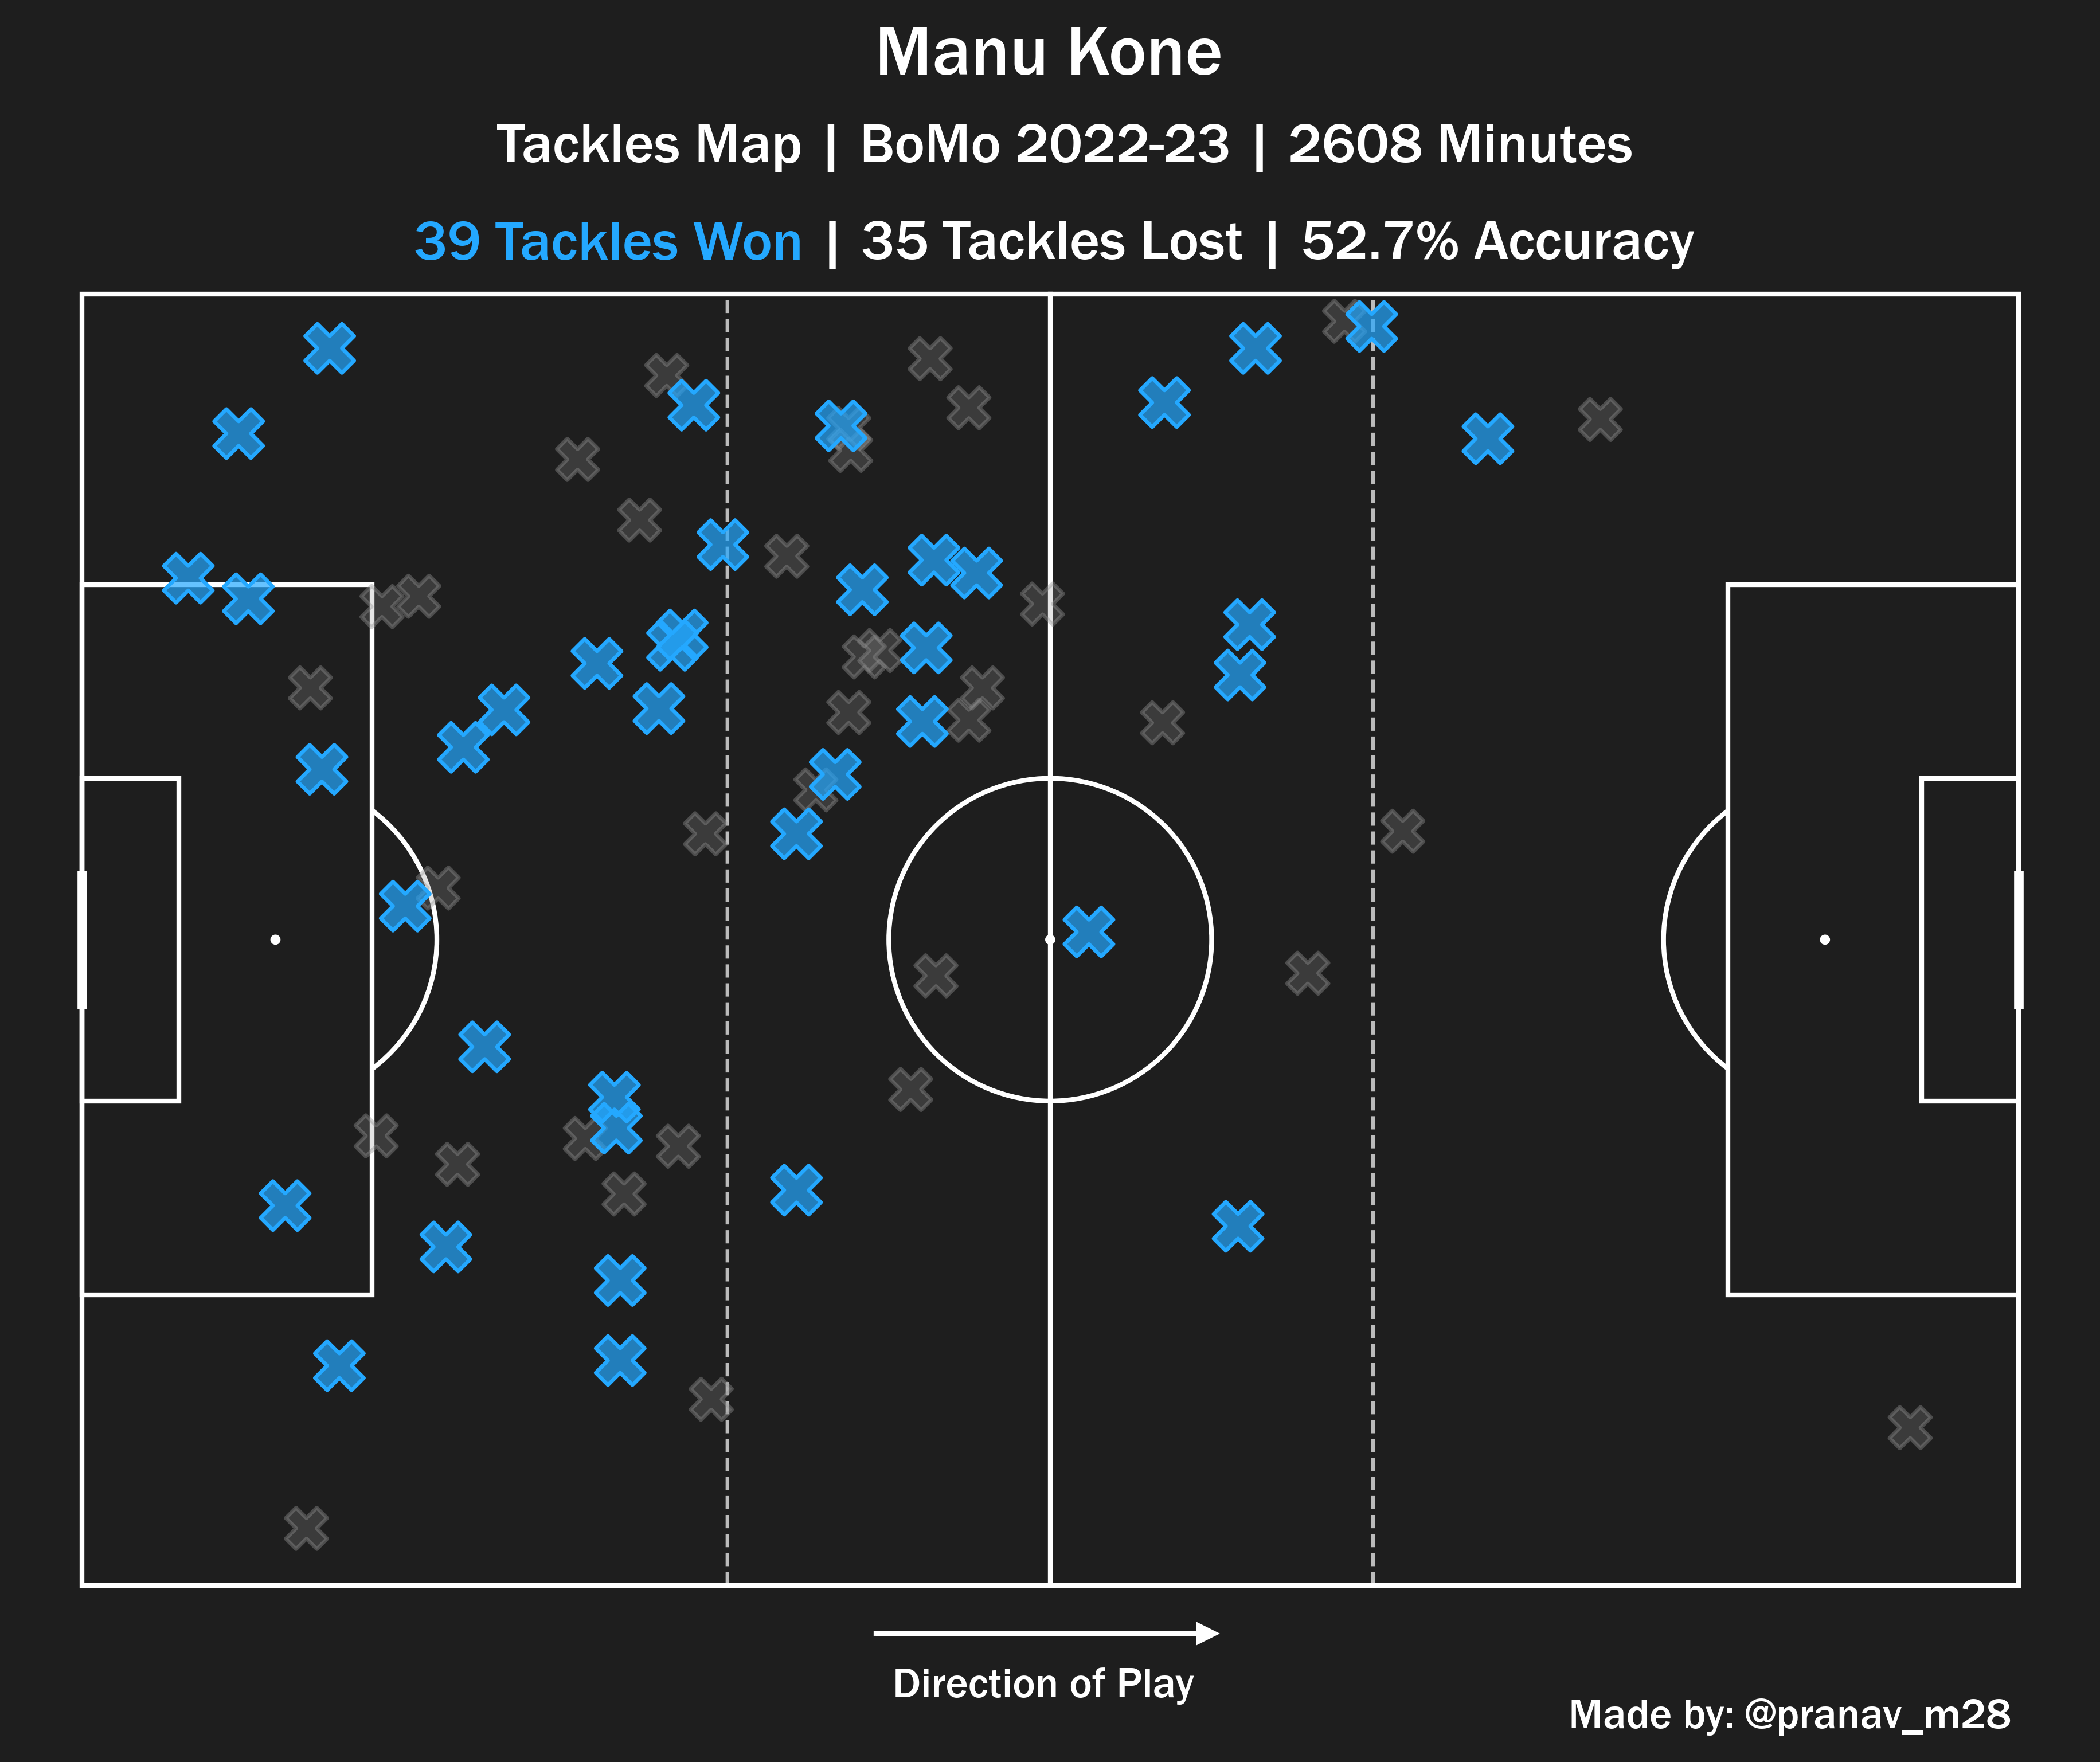 Manu Kone
Tackles Map | BoMo 2022-23 | 2608 Minutes
39 Tackles Won | 35 Tackles Lost | 52.7% Accuracy
Direction of Play
Made by: @pranav_m28